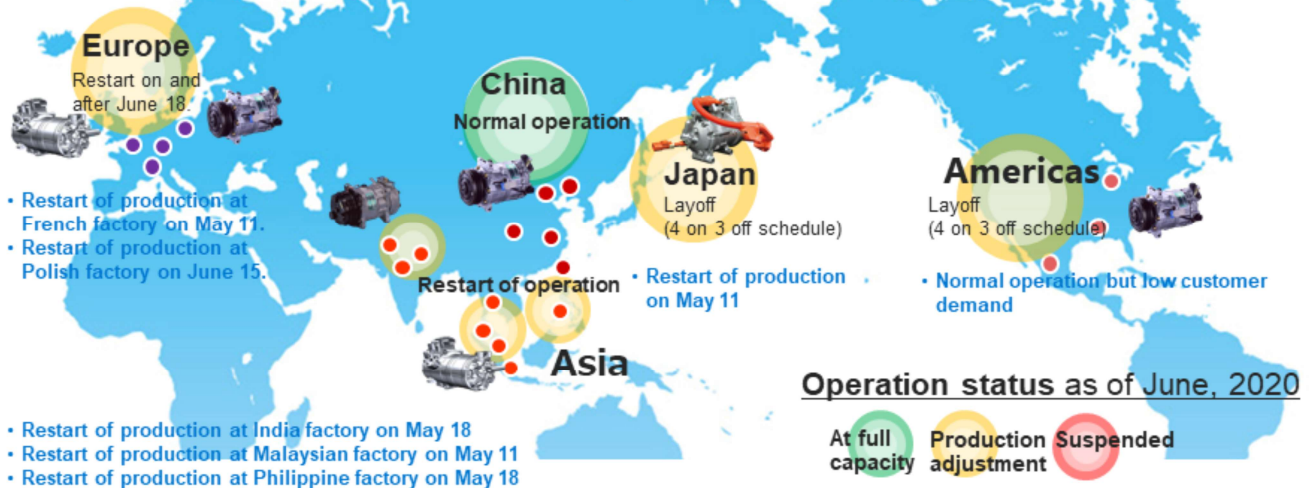 Europe
Restart on and
after June 18.
• Restart of production at
French factory on May 11.
• Restart of production at
Polish factory on June 15.
China
Normal operation
Japan
Layoff
(4 on 3 off schedule)
• Restart of production
on May 11
Americas
Layoff
(4 on 3 off schedule)
• Normal operation but low customer
demand
Restart of operation
Asia
• Restart of production at India factory on May 18
• Restart of production at Malaysian factory on May 11
• Restart of production at Philippine factory on May 18
Operation status as of June, 2020
At full
capacity
Production
adjustment
Suspended